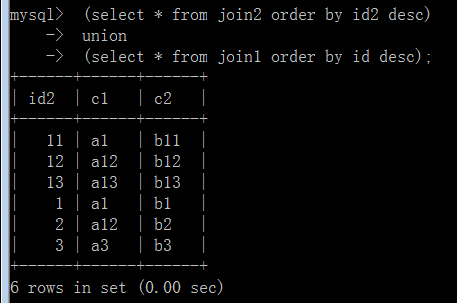 mysql>  (select * from join2 order by id2 desc)
    ->  union
    ->  (select * from join1 order by id desc);
+------+------+------+
| id2  | c1   | c2   |
+------+------+------+
|   11 | a1   | b11  |
|   12 | a12  | b12  |
|   13 | a13  | b13  |
|    1 | a1   | b1   |
|    2 | a12  | b2   |
|    3 | a3   | b3   |
+------+------+------+
6 rows in set (0.00 sec)